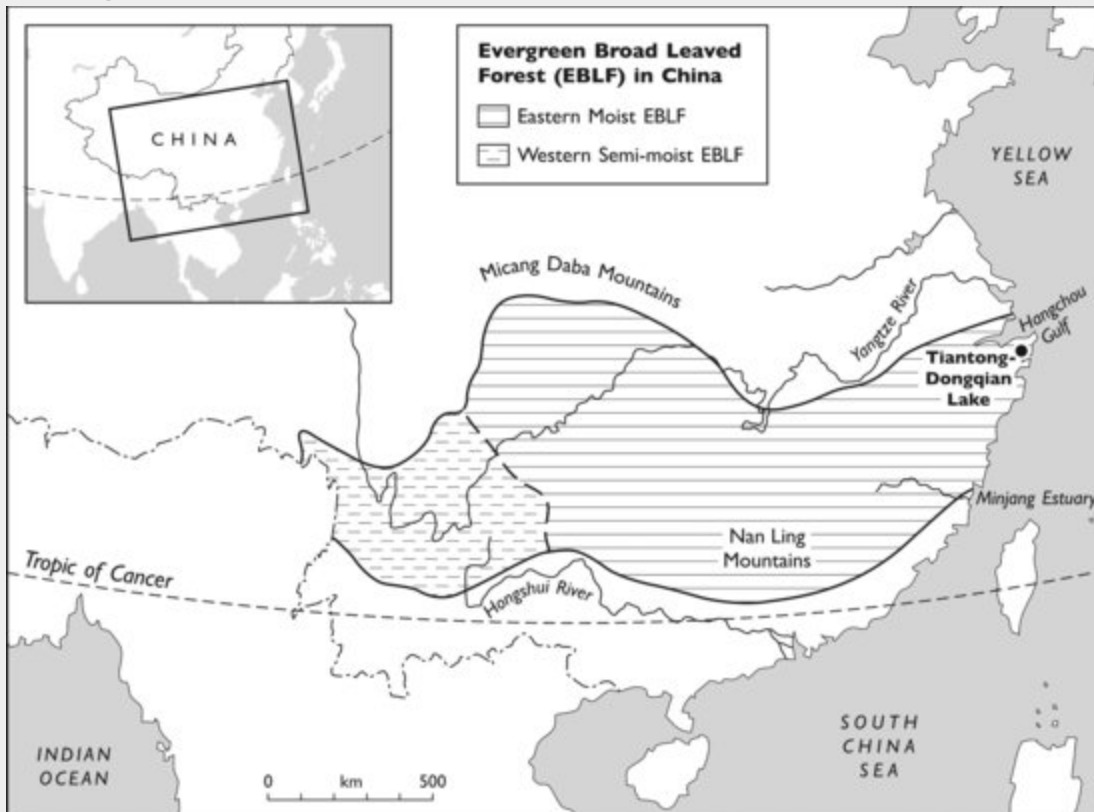 CHINA
Evergreen Broad Leaved
Forest (EBLF) in China
Eastern Moist EBLF
Western Semi-moist EBLF
YELLOW
SEA
Micang Daba Mountains
Yangtze River
Hangchou
Gulf
Tiantong-
Dongqian
Lake
Minjang Estuary
Nan Ling
Mountains
Tropic of Cancer
Hongshui River
INDIAN
OCEAN
0 km 500
SOUTH
CHINA
SEA